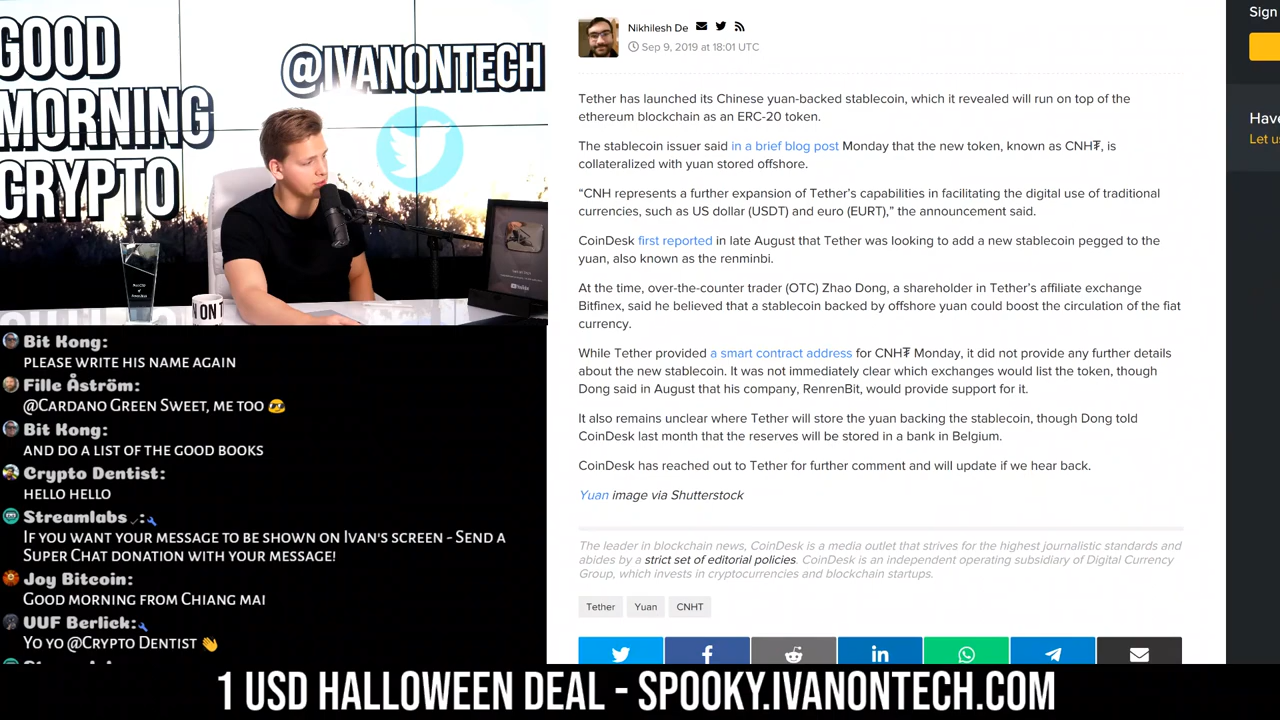 GOOD
MORNING
CRYPTO
@IVANONTECH
N ON T
YouTube
Bit Kong:
PLEASE WRITE HIS NAME AGAIN
Fille Åström:
@Cardano Green Sweet, me too
Bit Kong:
AND DO A LIST OF THE GOOD BOOKS
Crypto Dentist:
HELLO HELLO
Streamlabs :
If you want your message to be shown on Ivan's screen - Send a
Super Chat donation with your message!
Joy Bitcoin:
Good morning from Chiang Mai
UUF Berlick:
Yo yo @Crypto Dentist
Nikhilesh De
Sep 9, 2019 at 18:01 UTC
Tether has launched its Chinese yuan-backed stablecoin, which it revealed will run on top of the
ethereum blockchain as an ERC-20 token.
The stablecoin issuer said in a brief blog post Monday that the new token, known as CNH₮, is
collateralized with yuan stored offshore.
“CNH represents a further expansion of Tether’s capabilities in facilitating the digital use of traditional
currencies, such as US dollar (USDT) and euro (EURT),” the announcement said.
CoinDesk first reported in late August that Tether was looking to add a new stablecoin pegged to the
yuan, also known as the renminbi.
At the time, over-the-counter trader (OTC) Zhao Dong, a shareholder in Tether’s affiliate exchange
Bitfinex, said he believed that a stablecoin backed by offshore yuan could boost the circulation of the fiat
currency.
While Tether provided a smart contract address for CNH₮ Monday, it did not provide any further details
about the new stablecoin. It was not immediately clear which exchanges would list the token, though
Dong said in August that his company, RenrenBit, would provide support for it.
It also remains unclear where Tether will store the yuan backing the stablecoin, though Dong told
CoinDesk last month that the reserves will be stored in a bank in Belgium.
CoinDesk has reached out to Tether for further comment and will update if we hear back.
Yuan image via Shutterstock
The leader in blockchain news, CoinDesk is a media outlet that strives for the highest journalistic standards and
abides by a strict set of editorial policies. CoinDesk is an independent operating subsidiary of Digital Currency
Group, which invests in cryptocurrencies and blockchain startups.
Tether Yuan CNHT
Sign
Have
Let us
1 USD HALLOWEEN DEAL - SPOOKY.IVANONTECH.COM